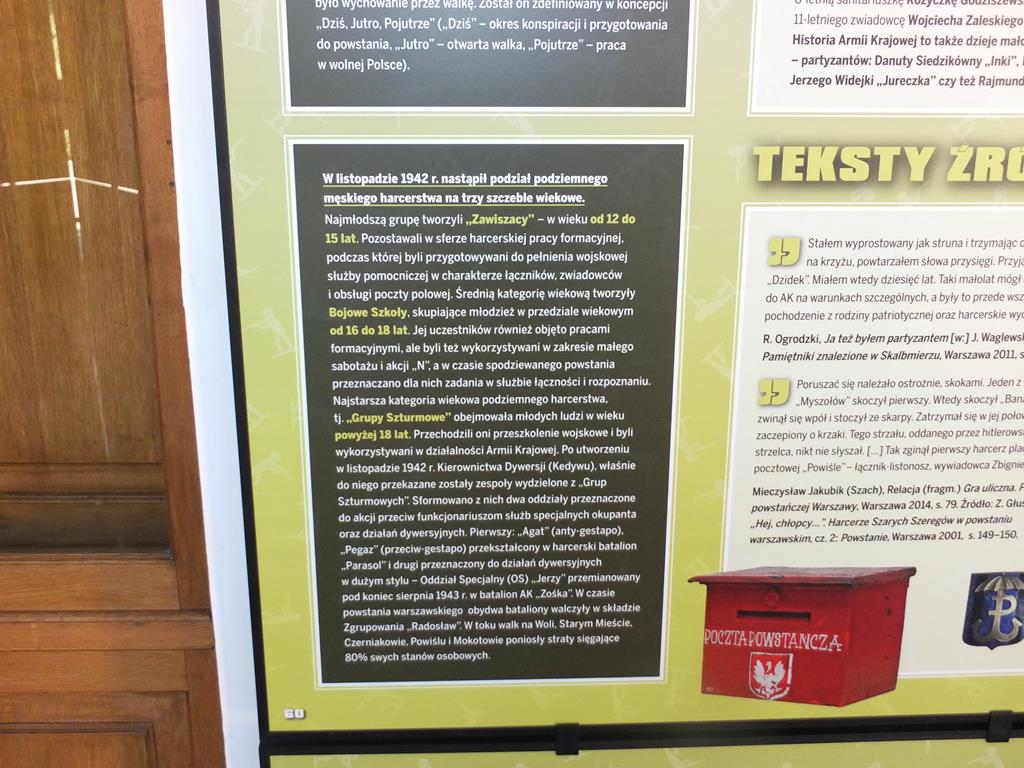 było wychowanie przez walkę. Został on zdefiniowany w koncepcji
„Dziś, Jutro, Pojutrze” („Dziś” – okres konspiracji i przygotowania
do powstania, „Jutro” – otwarta walka, „Pojutrze” – praca
w wolnej Polsce).
W listopadzie 1942 r. nastąpił podział podziemnego
męskiego harcerstwa na trzy szczeble wiekowe.
Najmłodszą grupę tworzyli „Zawiszacy” – w wieku od 12 do
15 lat. Pozostawali w sferze harcerskiej pracy formacyjnej,
podczas której byli przygotowywani do pełnienia wojskowej
służby pomocniczej w charakterze łączników, zwiadowców
i obsługi poczty polowej. Średnią kategorię wiekową tworzyły
Bojowe Szkoły, skupiające młodzież w przedziale wiekowym
od 16 do 18 lat. Jej uczestników również objęto pracami
formacyjnymi, ale byli też wykorzystywani w zakresie małego
sabotażu i akcji „N”, a w czasie spodziewanego powstania
przeznaczano dla nich zadania w służbie łączności i rozpoznaniu.
Najstarsza kategoria wiekowa podziemnego harcerstwa,
tj. „Grupy Szturmowe” obejmowała młodych ludzi w wieku
powyżej 18 lat. Przechodzili oni przeszkolenie wojskowe i byli
wykorzystywani w działalności Armii Krajowej. Po utworzeniu
w listopadzie 1942 r. Kierownictwa Dywersji (Kedywu), właśnie
do niego przekazane zostały zespoły wydzielone z „Grup
Szturmowych”. Sformowano z nich dwa oddziały przeznaczone
do akcji przeciw funkcjonariuszom służb specjalnych okupanta
oraz działań dywersyjnych. Pierwszy: „Agat” (anty-gestapo),
„Pegaz” (przeciw-gestapo) przekształcony w harcerski batalion
„Parasol” i drugi przeznaczony do działań dywersyjnych
w dużym stylu – Oddział Specjalny (OS) „Jerzy” przemianowany
pod koniec sierpnia 1943 r. w batalion AK „Zośka”. W czasie
powstania warszawskiego obydwa bataliony walczyły w składzie
Zgrupowania „Radosław”. W toku walk na Woli, Starym Mieście,
Czerniakowie, Powiślu i Mokotowie poniosły straty sięgające
80% swych stanów osobowych.
60
11-letniego zwiadowcę Wojciecha Zaleskiego
Historia Armii Krajowej to także dzieje
– partyzantów: Danuty Siedzikówny „Inki”,
Jerzego Widejki „Jureczka” czy też
TEKSTY
Stałem wyprostowany jak struna i trzymając
na krzyżu, powtarzałem słowa przysięgi.
„Dzidek”. Miałem wtedy dziesięć lat. Taki małolat mógł
do AK na warunkach szczególnych, a były to przede
pochodzenie z rodziny patriotycznej oraz harcerskie
R. Ogrodzki, Ja też byłem partyzantem [w:] J.
Pamiętniki znalezione w Skalbmierzu, Warszawa 2011, s.
Poruszać się należało ostrożnie, skokami. Jeden z
„Myszołów” skoczył pierwszy. Wtedy skoczył
zwinął się wpół i stoczył ze skarpy. Zatrzymał się w jej
zaczepiony o krzaki. Tego strzału, oddanego przez
strzelca, nikt nie słyszał. [...] Tak zginął pierwszy harcerz
pocztowej „Powiśle” – łącznik-listonosz, wywiadowca
Mieczysław Jakubik (Szach), Relacja (fragm.) Gra uliczna.
powstańczej Warszawy, Warszawa 2014, s. 79. Źródło: Z.
„Hej, chłopcy...”. Harcerze Szarych Szeregów w powstaniu
warszawskim, cz. 2: Powstanie, Warszawa 2001, s. 149–150.
POCZTA POWSTAŃCZA